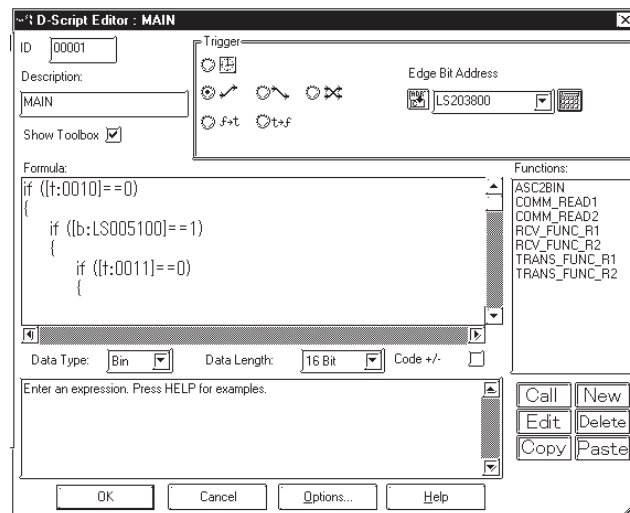 D-Script Editor : MAIN
ID 00001
Description:
MAIN
Show Toolbox
Trigger
f→t
t→f
Edge Bit Address
LS203800
Formula:
if ([t:0010]==0)
{
if ([b:LS005100]==1)
{
if ([t:0011]==0)
{
Functions:
ASC2BIN
COMM_READ1
COMM_READ2
RCV_FUNC_R1
RCV_FUNC_R2
TRANS_FUNC_R1
TRANS_FUNC_R2
Data Type: Bin Data Length: 16 Bit Code +/-
Enter an expression. Press HELP for examples.
Call New
Edit Delete
Copy Paste
OK Cancel Options... Help